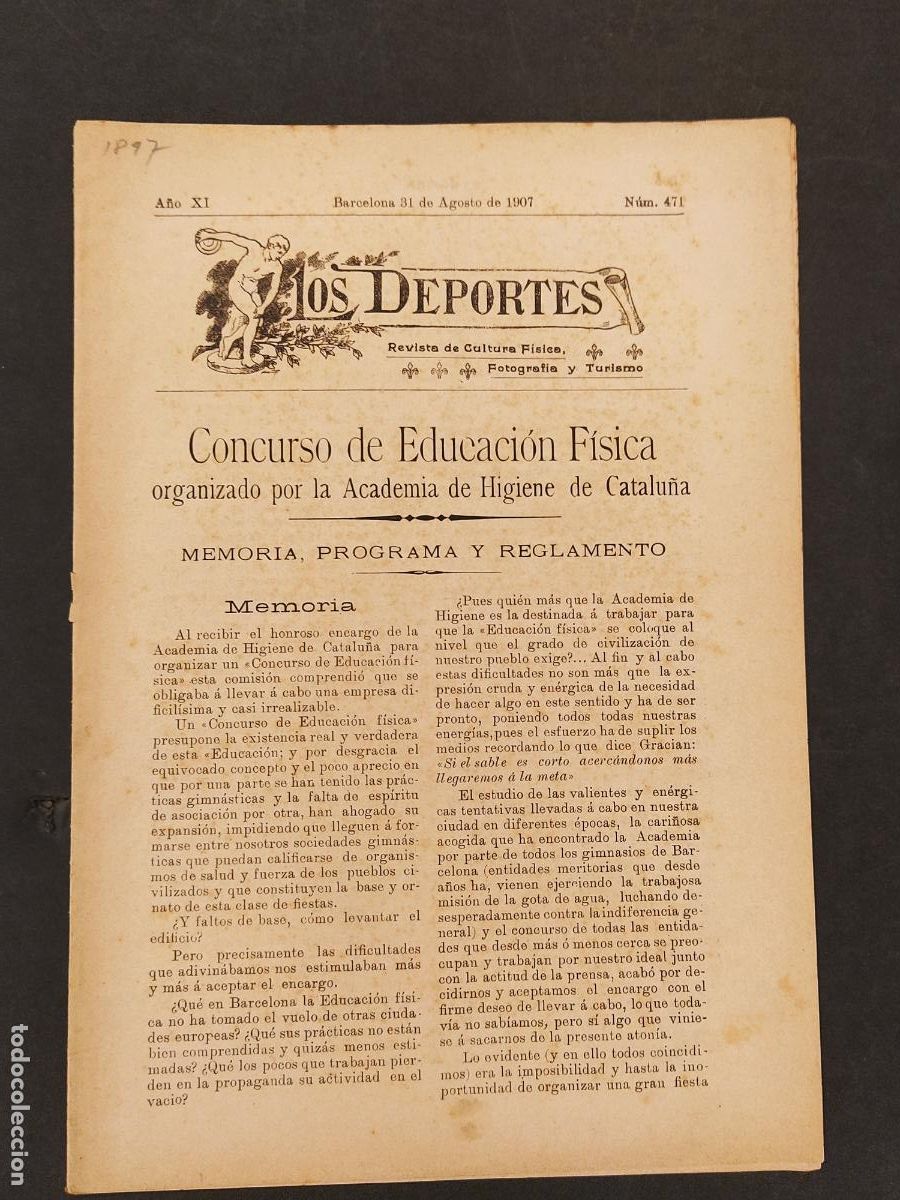 1897
Año XI Barcelona 31 de Agosto de 1907 Núm. 471
LOS DEPORTES
Revista de Cultura Física,
Fotografia y Turismo
Concurso de Educación Física
organizado por la Academia de Higiene de Cataluña
MEMORIA, PROGRAMA Y REGLAMENTO
Memoria
Al recibir el honroso encargo de la
Academia de Higiene de Cataluña para
organizar un «Concurso de Educación fí-
sica» esta comisión comprendió que se
obligaba á llevar á cabo una empresa di-
ficilísima y casi irrealizable.
Un «Concurso de Educación física»
presupone la existencia real y verdadera
de esta «Educación; y por desgracia el
equivocado concepto y el poco aprecio en
que por una parte se han tenido las prác-
ticas gimnásticas y la falta de espíritu
de asociación por otra, han ahogado su
expansión, impidiendo que lleguen á for-
marse entre nosotros sociedades gimnás-
ticas que puedan calificarse de organis-
mos de salud y fuerza de los pueblos ci-
vilizados y que constituyen la base y or-
nato de esta clase de fiestas.
¿Y faltos de base, cómo levantar el
edificio?
Pero precisamente las dificultades
que adivinábamos nos estimulaban más
y más á aceptar el encargo.
¿Qué en Barcelona la Educación físi-
ca no ha tomado el vuelo de otras ciuda-
des europeas? ¿Qué sus prácticas no están
bien comprendidas y quizás menos esti-
madas? ¿Qué los pocos que trabajan pier-
den en la propaganda su actividad en el
vacio?
¿Pues quién más que la Academia de
Higiene es la destinada á trabajar para
que la «Educación física» se coloque al
nivel que el grado de civilización de
nuestro pueblo exige?... Al fin y al cabo
estas dificultades no son más que la ex-
presión cruda y enérgica de la necesidad
de hacer algo en este sentido y ha de ser
pronto, poniendo todos todas nuestras
energías, pues el esfuerzo ha de suplir los
medios recordando lo que dice Gracian:
«Si el sable es corto acercándonos más
llegaremos á la meta»
El estudio de las valientes y enérgi-
cas tentativas llevadas á cabo en nuestra
ciudad en diferentes épocas, la cariñosa
acogida que ha encontrado la Academia
por parte de todos los gimnasios de Bar-
celona (entidades meritorias que desde
años ha, vienen ejerciendo la trabajosa
misión de la gota de agua, luchando de-
sesperadamente contra la indiferencia ge-
neral) y el concurso de todas las entida-
des que desde más ó menos cerca se preo-
cupan y trabajan por nuestro ideal junto
con la actitud de la prensa, acabó por de-
cidirnos y aceptamos el encargo con el
firme deseo de llevar á cabo, lo que toda-
vía no sabíamos, pero sí algo que vinie-
se á sacarnos de la presente atonía.
Lo evidente (y en ello todos coincidi-
mos) era la imposibilidad y hasta la ino-
portunidad de organizar una gran fiesta
todocoleccion.net